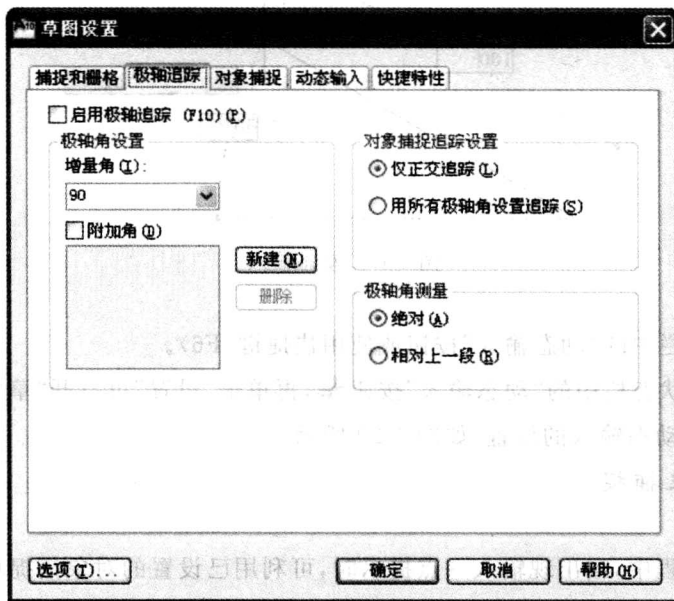 草图设置
捕捉和栅格 极轴追踪 对象捕捉 动态输入 快捷特性
启用极轴追踪 (F10)(P)
极轴角设置
增量角(I):
90
附加角(D)
新建(N)
删除
对象捕捉追踪设置
仅正交追踪(L)
用所有极轴角设置追踪(S)
极轴角测量
绝对(A)
相对上一段(R)
选项(T)... 确定 取消 帮助(H)